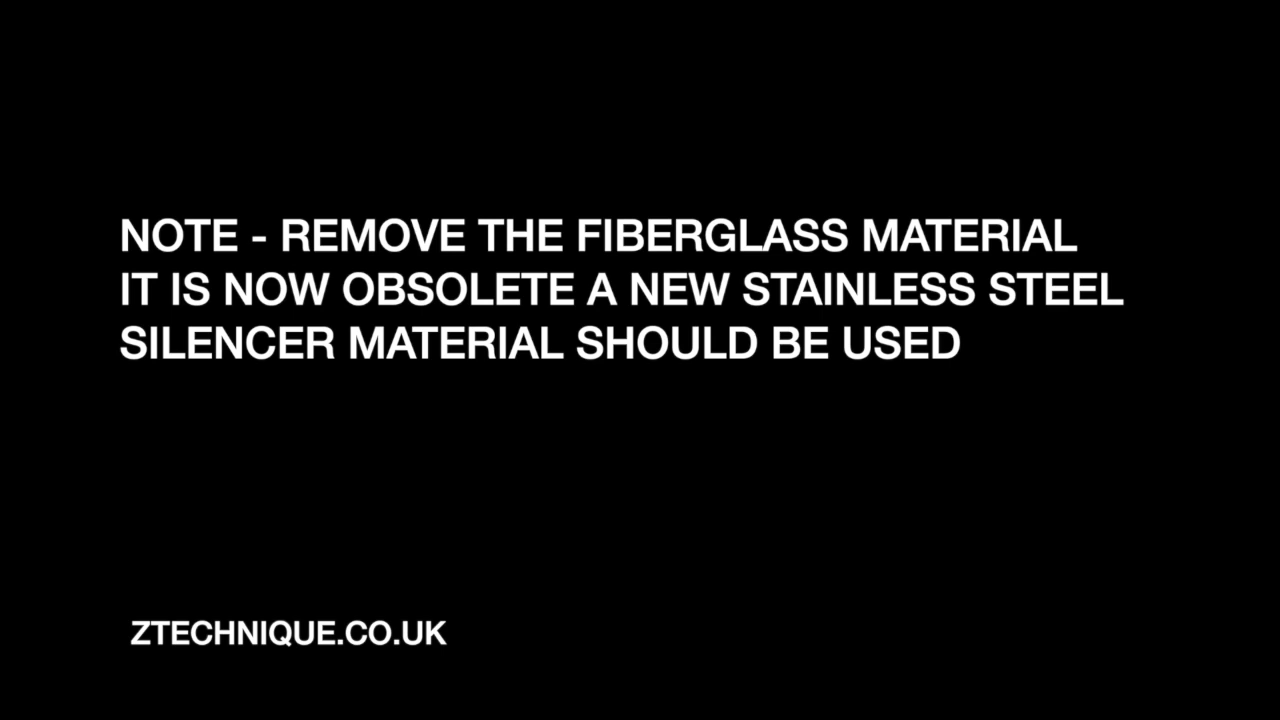 NOTE - REMOVE THE FIBERGLASS MATERIAL
IT IS NOW OBSOLETE A NEW STAINLESS STEEL
SILENCER MATERIAL SHOULD BE USED
ZTECHNIQUE.CO.UK